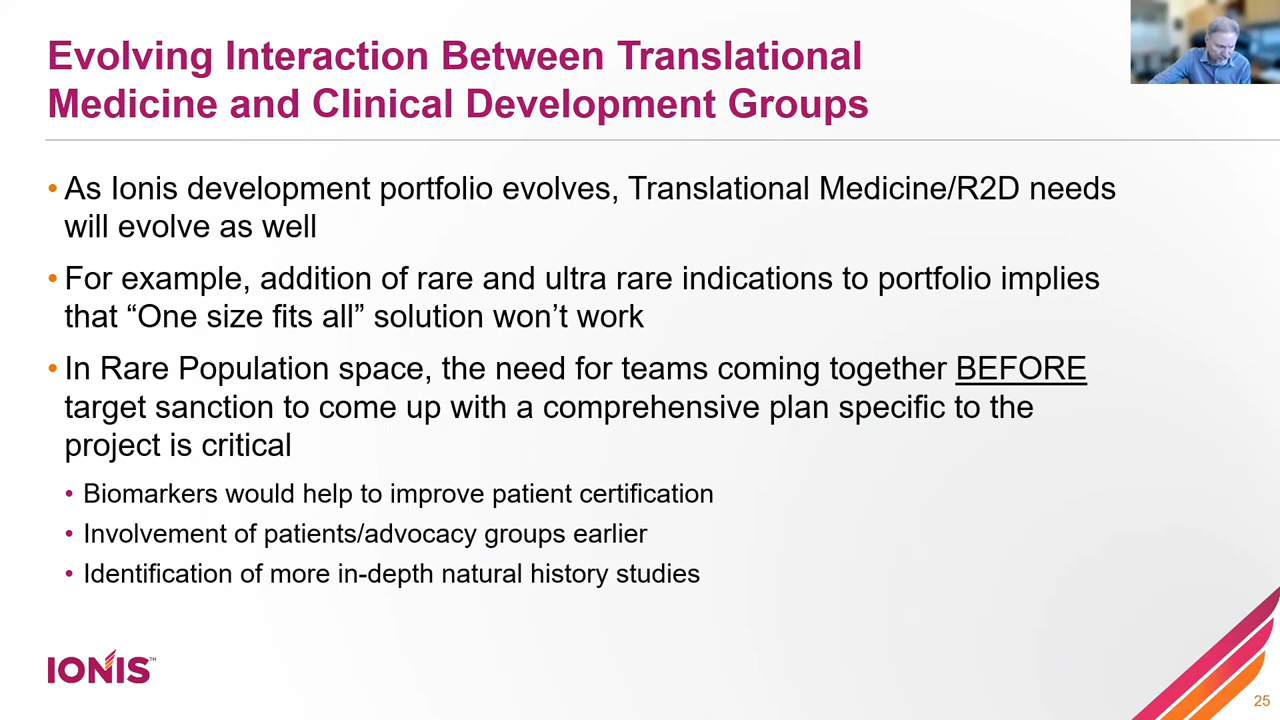 Evolving Interaction Between Translational
Medicine and Clinical Development Groups
• As Ionis development portfolio evolves, Translational Medicine/R2D needs
will evolve as well
• For example, addition of rare and ultra rare indications to portfolio implies
that “One size fits all” solution won’t work
• In Rare Population space, the need for teams coming together BEFORE
target sanction to come up with a comprehensive plan specific to the
project is critical
• Biomarkers would help to improve patient certification
• Involvement of patients/advocacy groups earlier
• Identification of more in-depth natural history studies
IONIS™
25